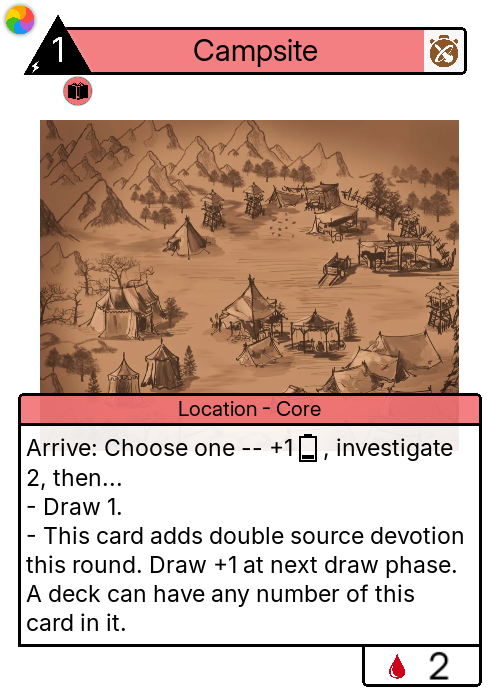 1
Campsite
Location - Core
Arrive: Choose one -- +1 , investigate
2, then...
- Draw 1.
- This card adds double source devotion
this round. Draw +1 at next draw phase.
A deck can have any number of this
card in it.
2